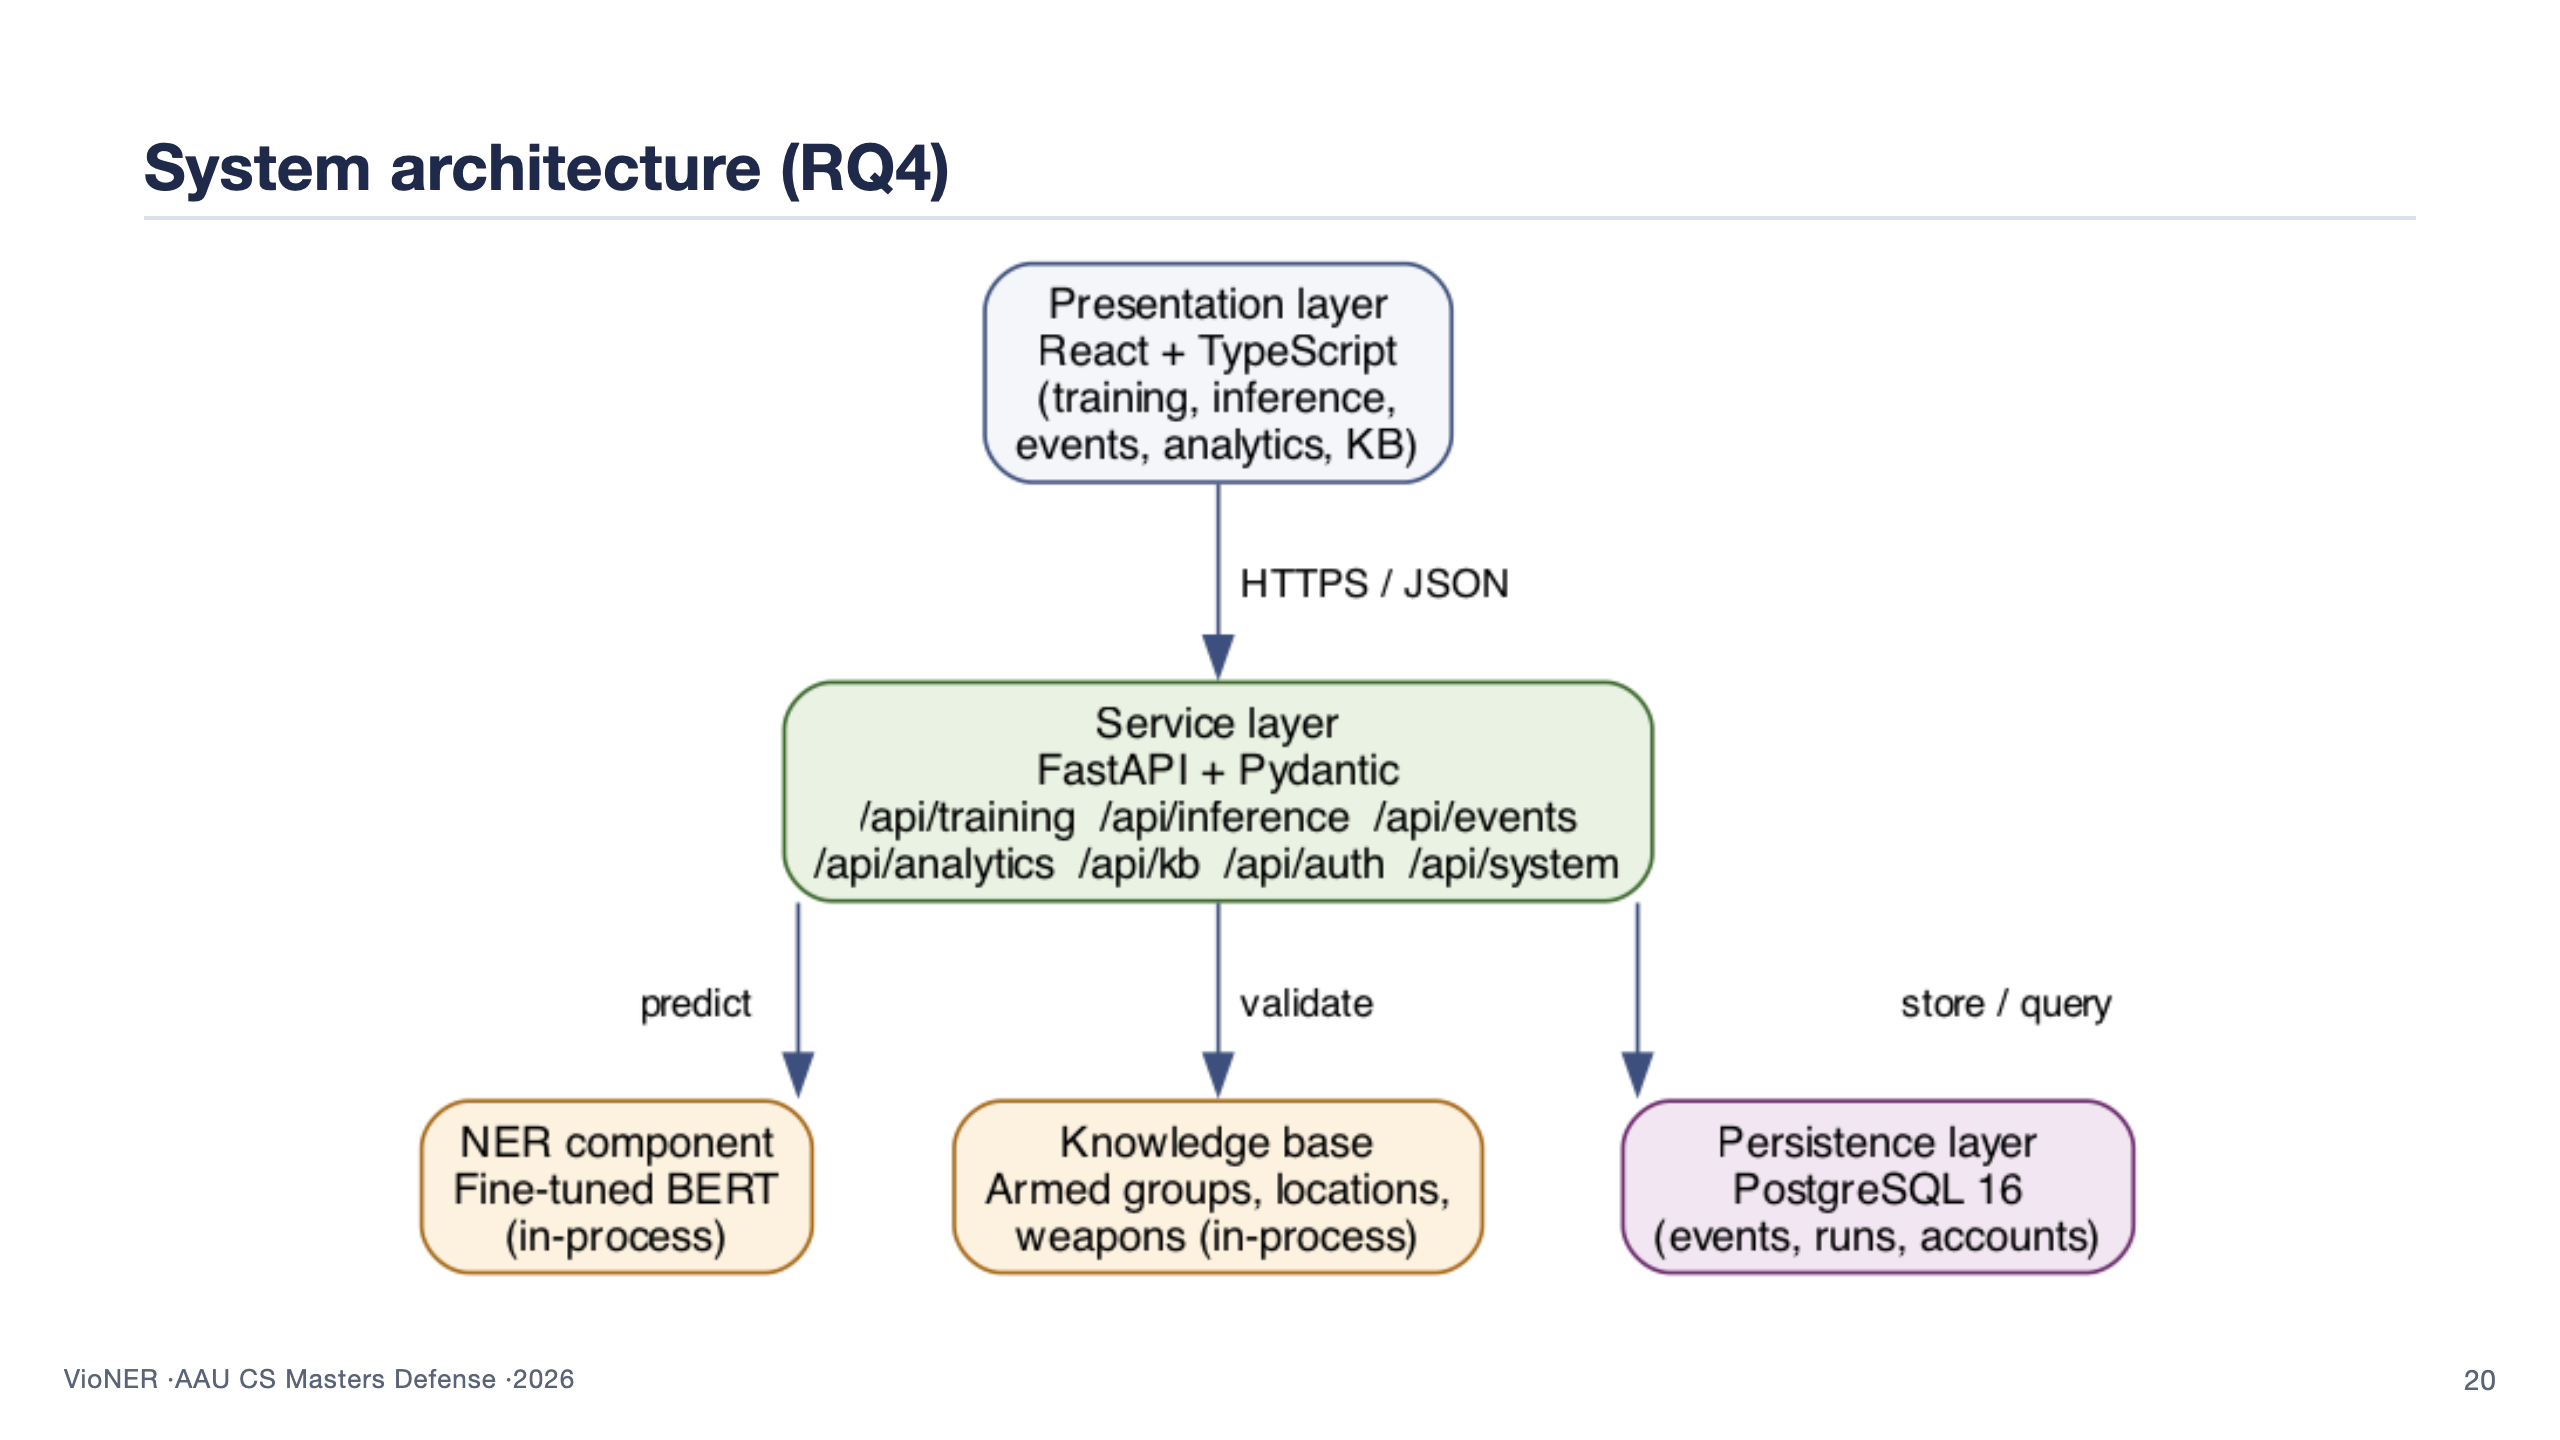 System architecture (RQ4)
Presentation layer
React + TypeScript
(training, inference,
events, analytics, KB)
HTTPS / JSON
Service layer
FastAPI + Pydantic
/api/training /api/inference /api/events
/api/analytics /api/kb /api/auth /api/system
predict
validate
store / query
NER component
Fine-tuned BERT
(in-process)
Knowledge base
Armed groups, locations,
weapons (in-process)
Persistence layer
PostgreSQL 16
(events, runs, accounts)
VioNER ·AAU CS Masters Defense ·2026
20